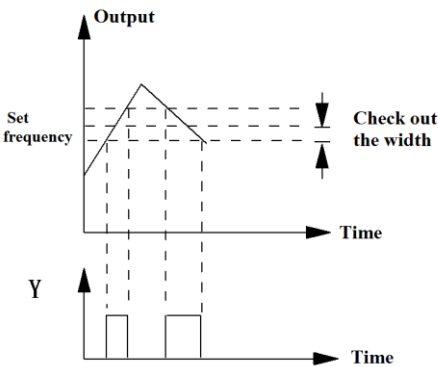 Output
Set
frequency
Check out
the width
Time
Y
Time